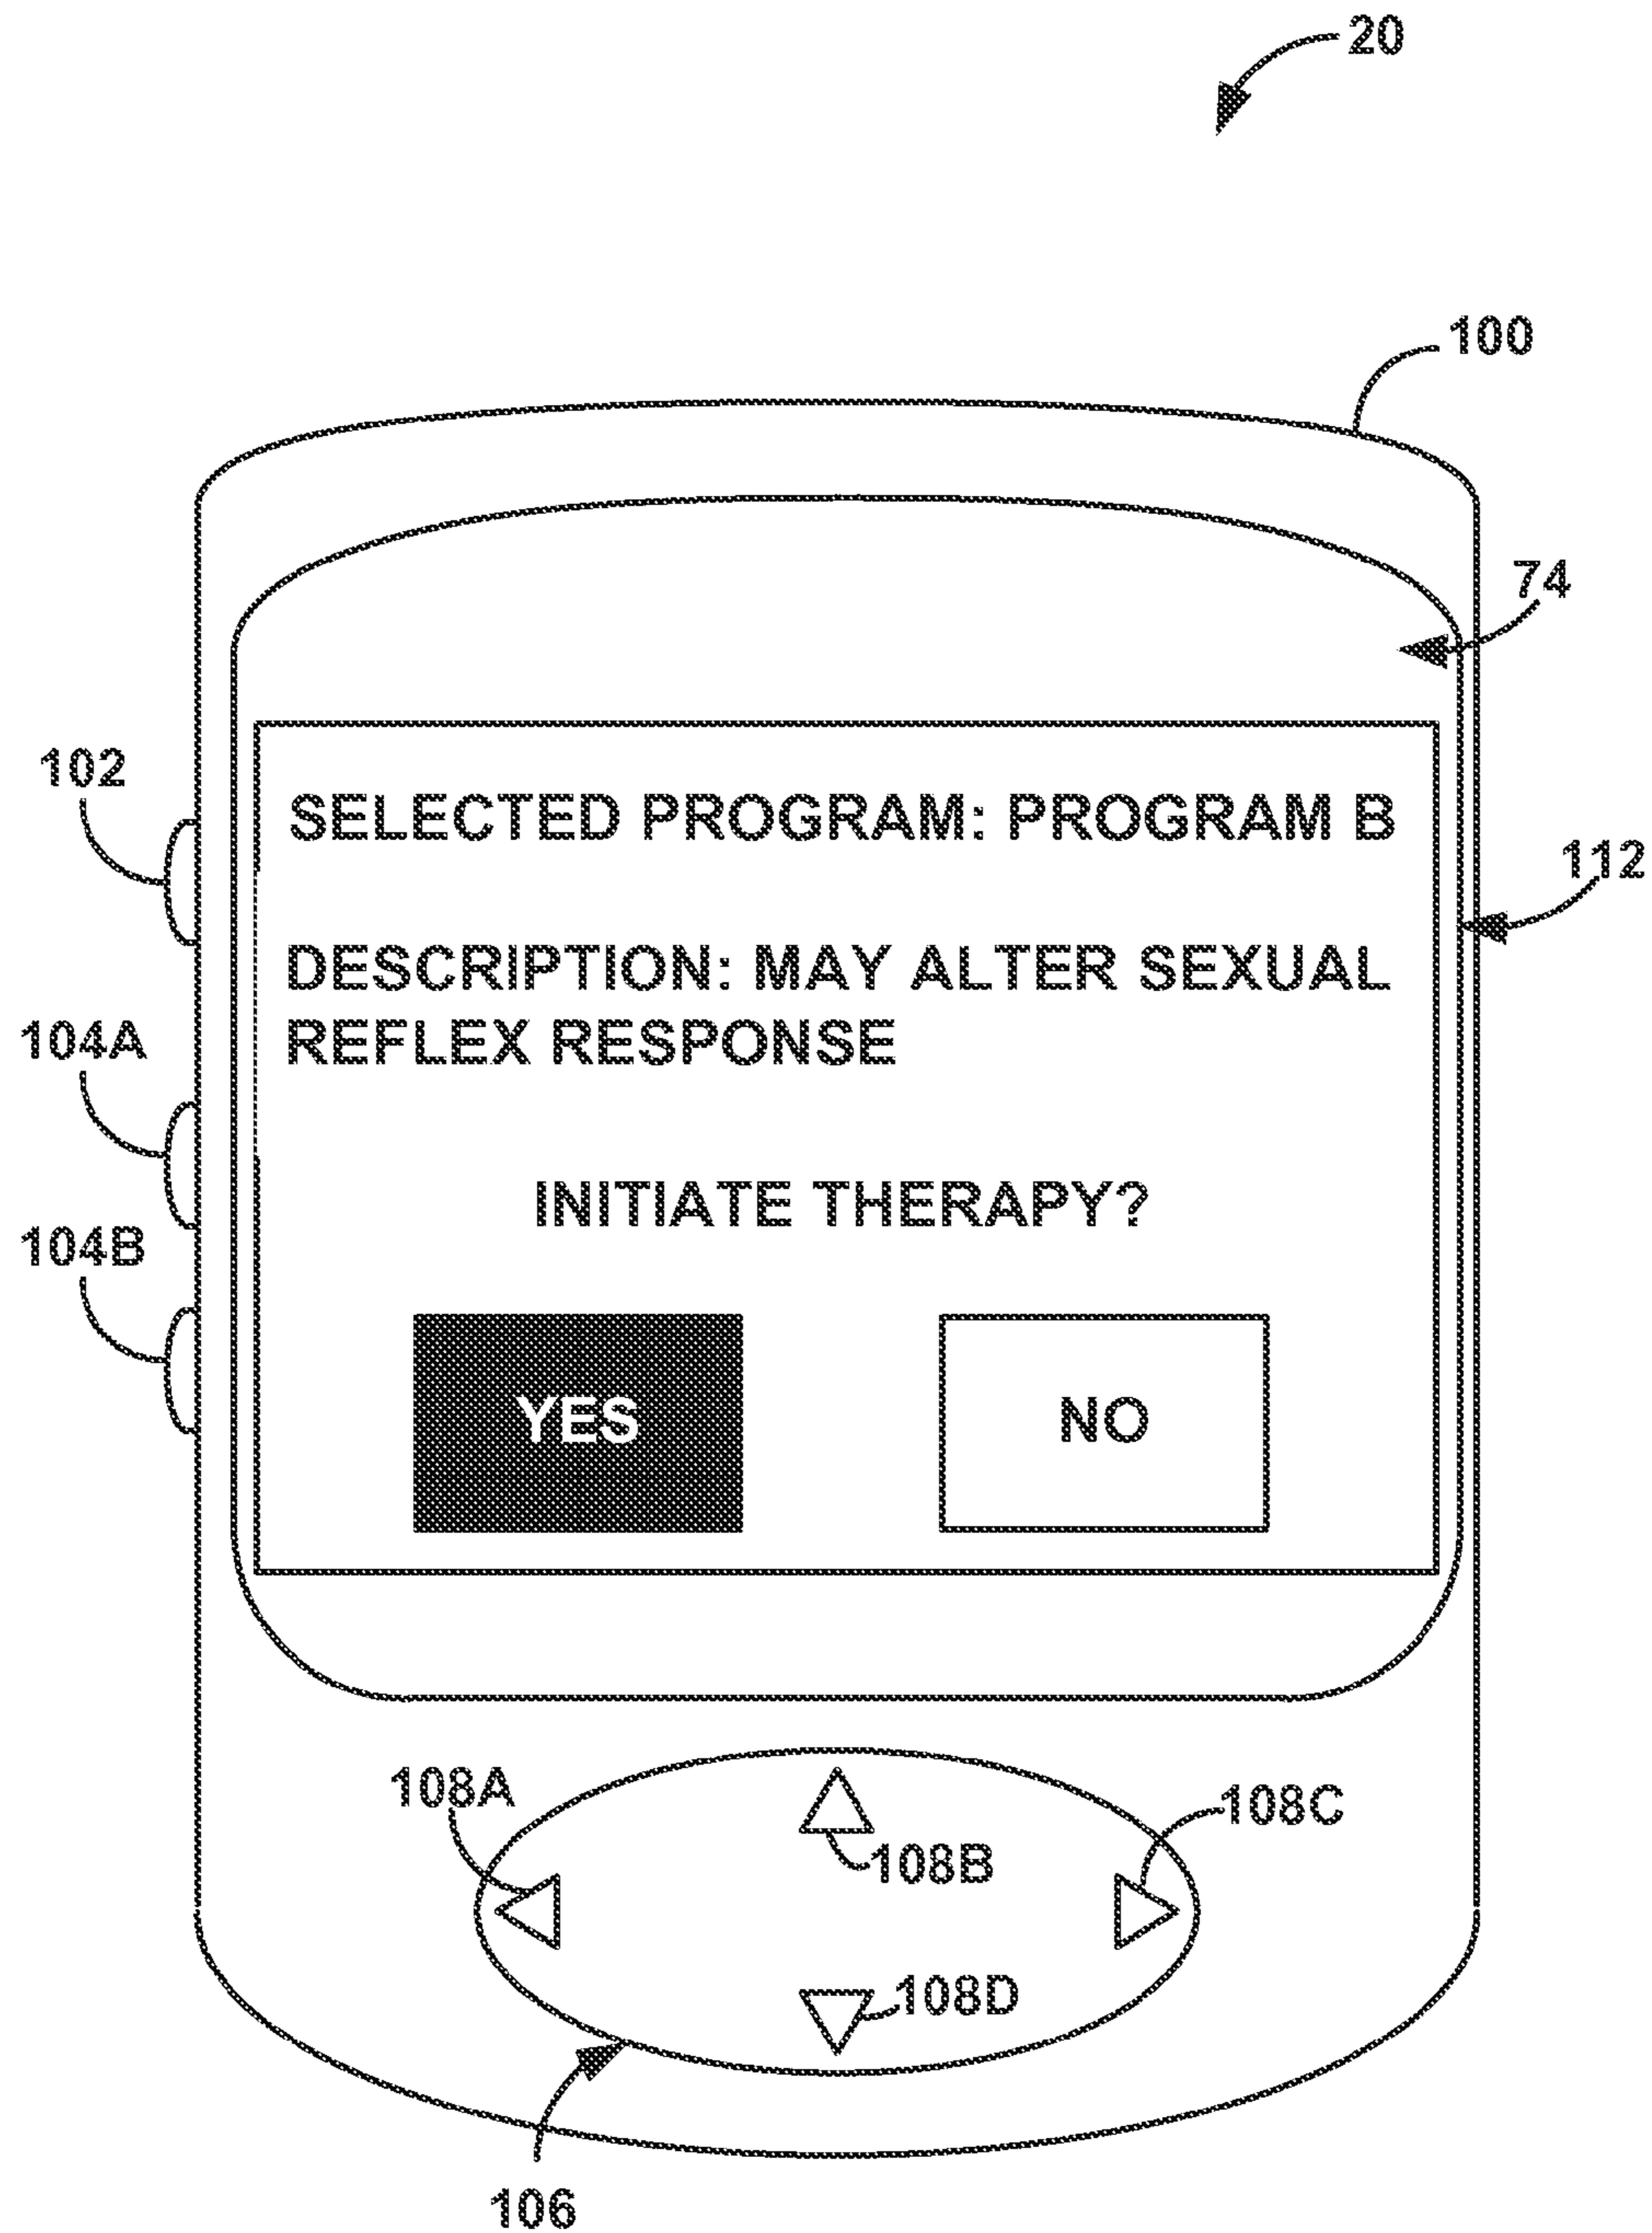 20
100
74
102
SELECTED PROGRAM: PROGRAM B
112
DESCRIPTION: MAY ALTER SEXUAL
REFLEX RESPONSE
104A
INITIATE THERAPY?
104B
YES
NO
108A
108C
108B
108D
106